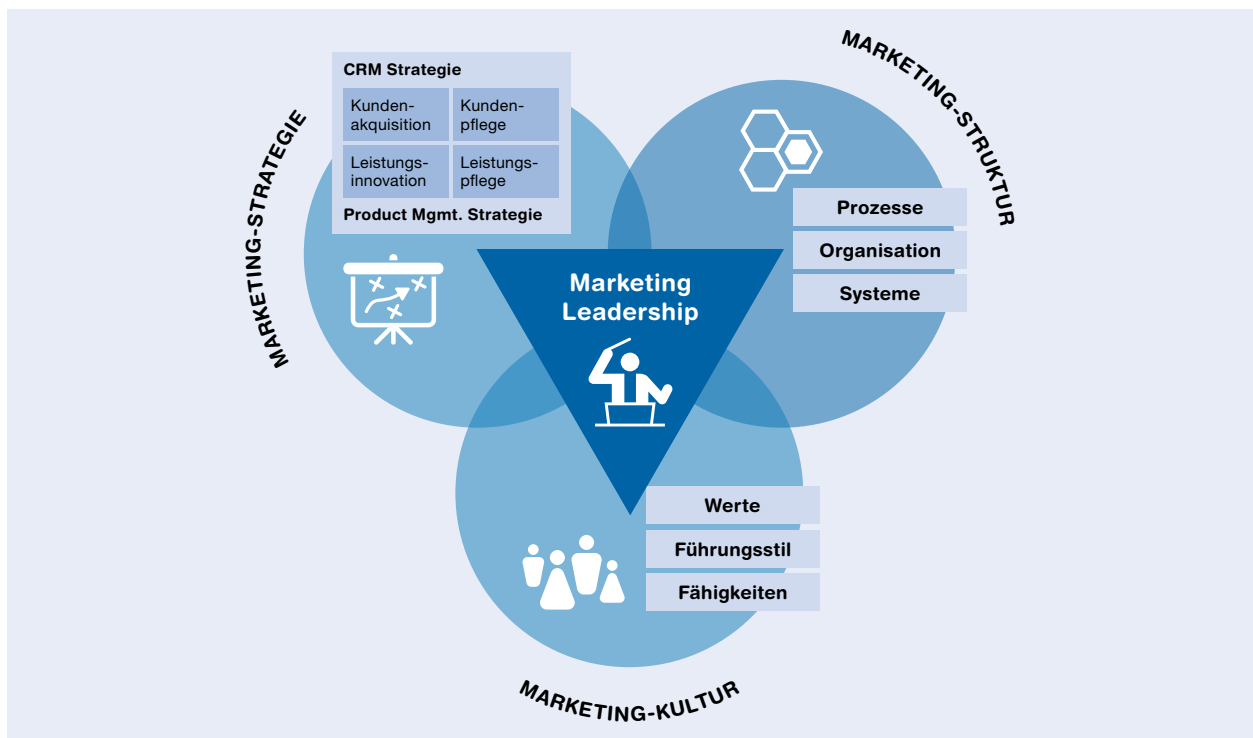 MARKETING-STRATEGIE
CRM Strategie
Kunden-
akquisition
Kunden-
pflege
Leistungs-
innovation
Leistungs-
pflege
Product Mgmt. Strategie
MARKETING-STRUKTUR
Prozesse
Organisation
Systeme
Marketing
Leadership
Werte
Führungsstil
Fähigkeiten
MARKETING-KULTUR